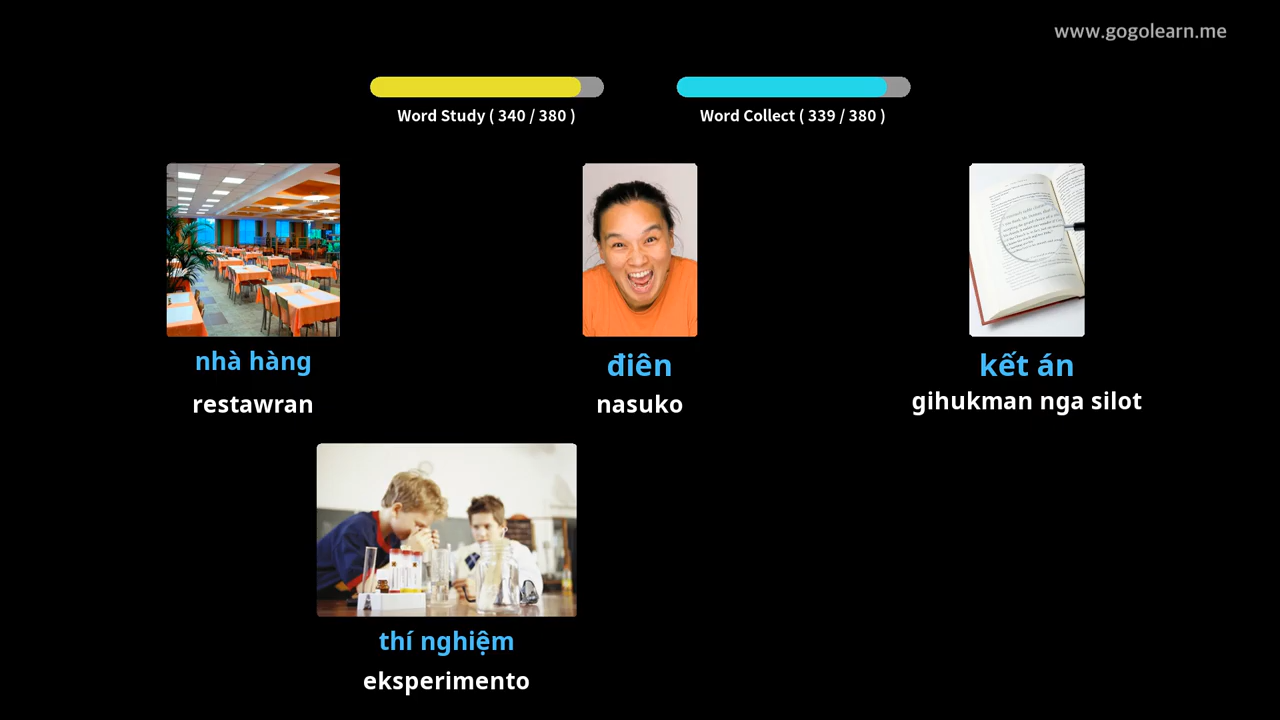 www.gogolearn.me
Word Study ( 340 / 380 )
Word Collect ( 339 / 380 )
nhà hàng
restawran
điên
nasuko
kết án
gihukman nga silot
thí nghiệm
eksperimento